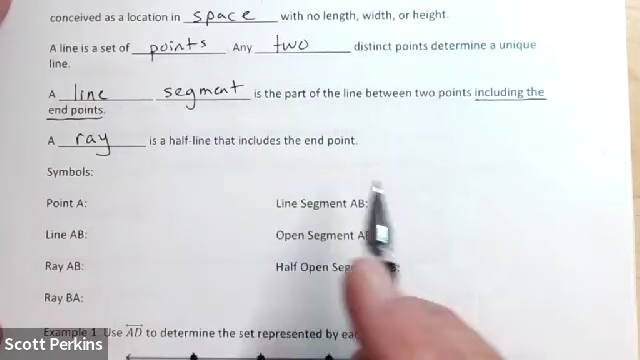 conceived as a location in space with no length, width, or height.
A line is a set of points Any two distinct points determine a unique
line.
A line segment is the part of the line between two points including the
end points.
A ray is a half-line that includes the end point.
Symbols:
Point A: Line Segment AB:
Line AB: Open Segment
Ray AB: Half Open
Ray BA:
Example 1 Use AD to determine the set represented by
Scott Perkins